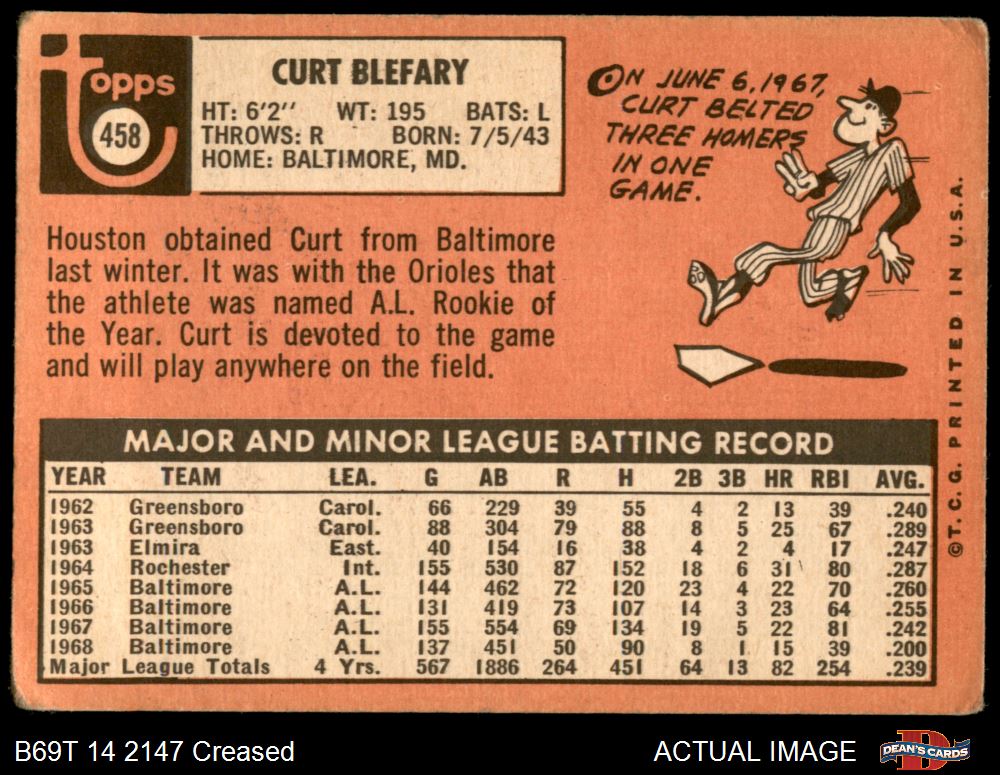 topps
458
CURT BLEFARY
HT: 6'2'' WT: 195 BATS: L
THROWS: R BORN: 7/5/43
HOME: BALTIMORE, MD.
ON JUNE 6, 1967,
CURT BELTED
THREE HOMERS
IN ONE
GAME.
Houston obtained Curt from Baltimore
last winter. It was with the Orioles that
the athlete was named A.L. Rookie of
the Year. Curt is devoted to the game
and will play anywhere on the field.
MAJOR AND MINOR LEAGUE BATTING RECORD
YEAR TEAM LEA. G AB R H 2B 3B HR RBI AVG.
1962 Greensboro Carol. 66 229 39 55 4 2 13 39 .240
1963 Greensboro Carol. 88 304 79 88 8 5 25 67 .289
1963 Elmira East. 40 154 16 38 4 2 4 17 .247
1964 Rochester Int. 155 530 87 152 18 6 31 80 .287
1965 Baltimore A.L. 144 462 72 120 23 4 22 70 .260
1966 Baltimore A.L. 131 419 73 107 14 3 23 64 .255
1967 Baltimore A.L. 155 554 69 134 19 5 22 81 .242
1968 Baltimore A.L. 137 451 50 90 8 1 15 39 .200
Major League Totals 4 Yrs. 567 1886 264 451 64 13 82 254 .239
©T. C. G. PRINTED IN U.S.A.
B69T 14 2147 Creased
ACTUAL IMAGE
DEAN'S CARDS